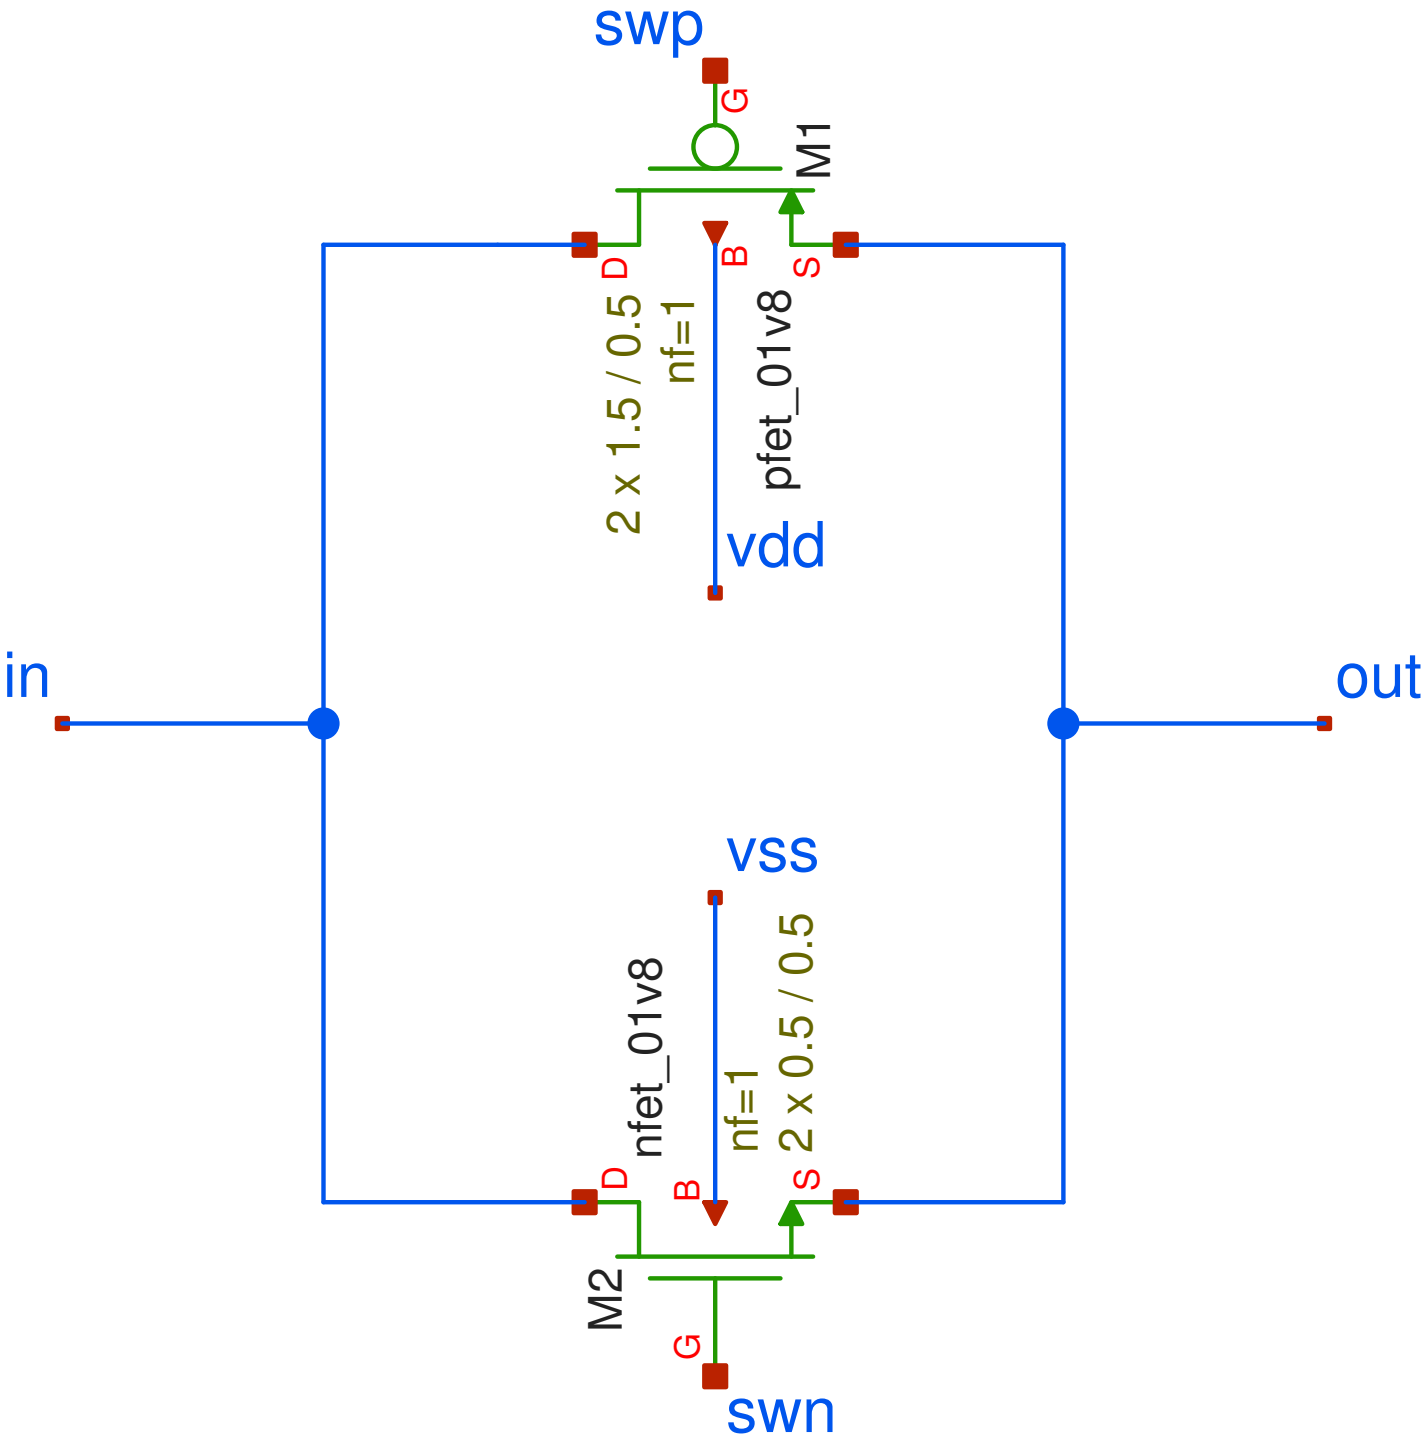 swp
G
M1
D
B
S
2 x 1.5 / 0.5
nf=1
pfet_01v8
vdd
in
out
vss
nfet_01v8
nf=1
2 x 0.5 / 0.5
D
B
S
M2
G
swn